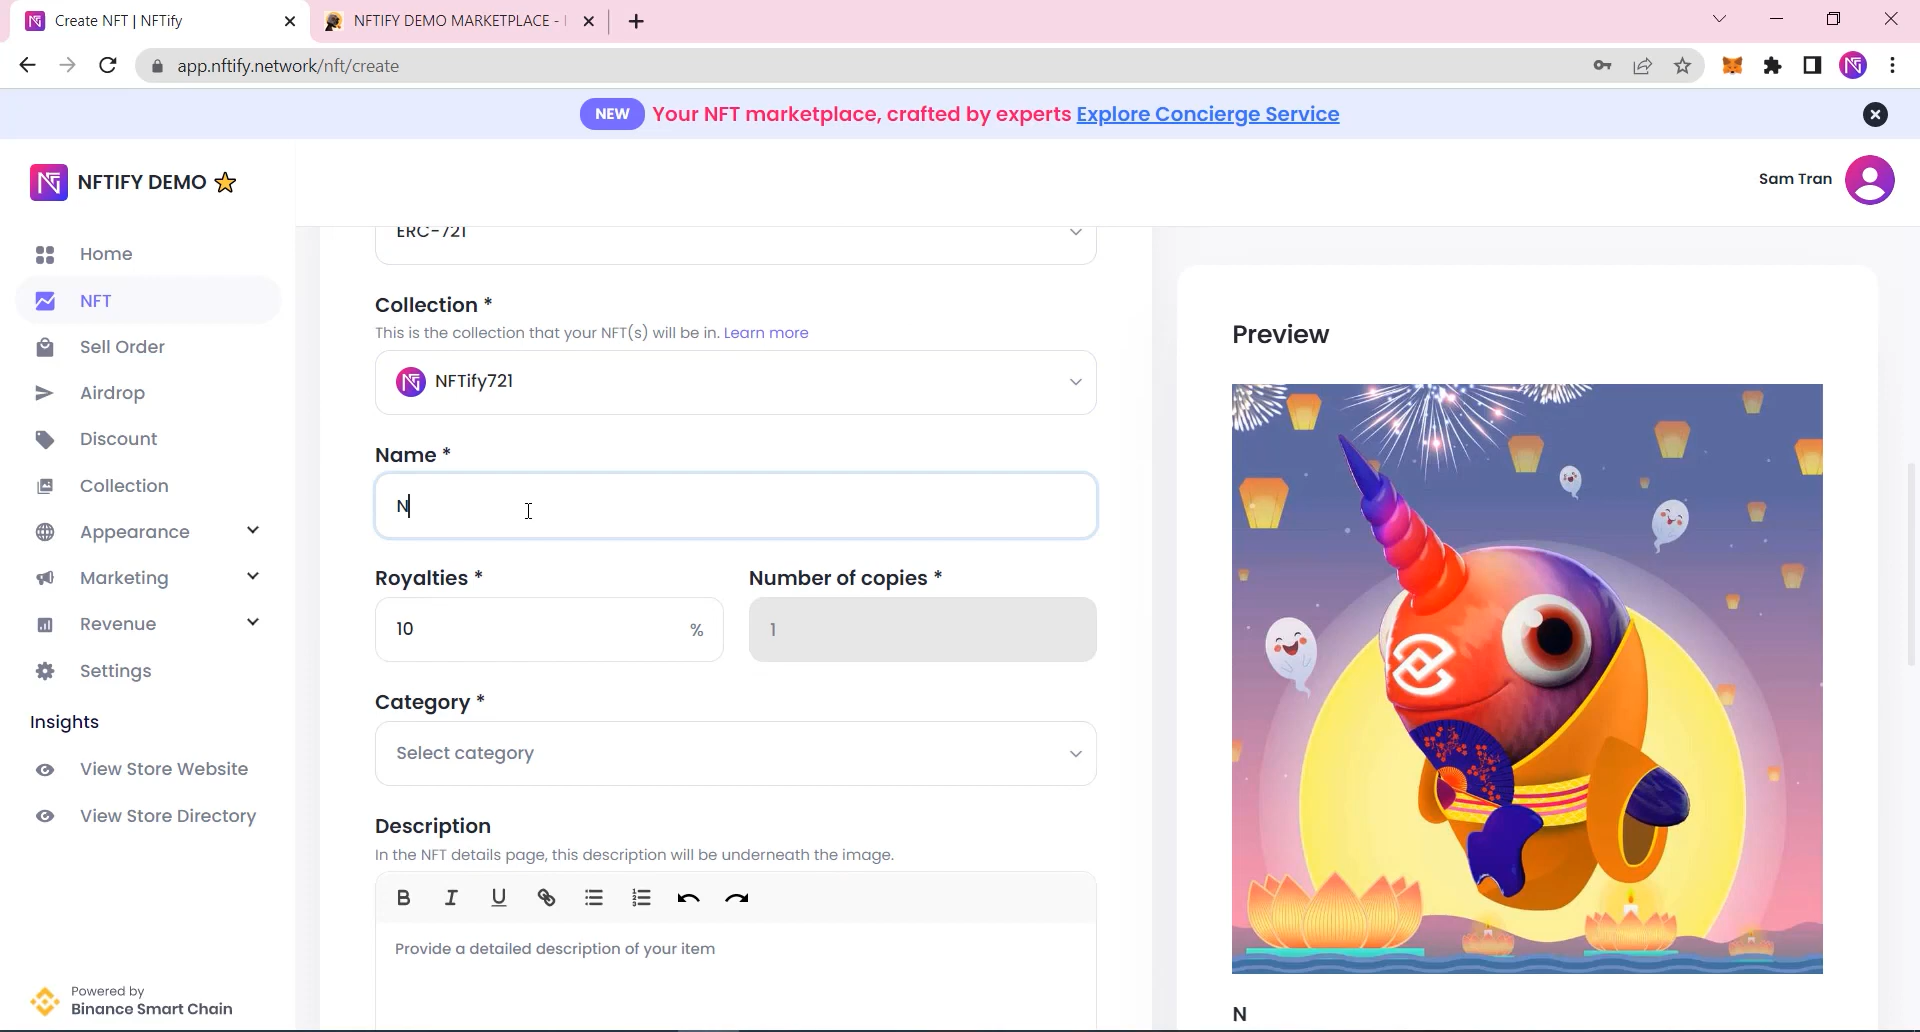 Create NFT | NFTify
NFTIFY DEMO MARKETPLACE -
app.nftify.network/nft/create
NEW Your NFT marketplace, crafted by experts Explore Concierge Service
NFTIFY DEMO
Sam Tran
Home
NFT
Sell Order
Airdrop
Discount
Collection
Appearance
Marketing
Revenue
Settings
Insights
View Store Website
View Store Directory
Powered by
Binance Smart Chain
ERC-721
Collection *
This is the collection that your NFT(s) will be in. Learn more
NFTify721
Name *
N
Royalties *
Number of copies *
10 %
1
Category *
Select category
Description
In the NFT details page, this description will be underneath the image.
B I U
Provide a detailed description of your item
Preview
N